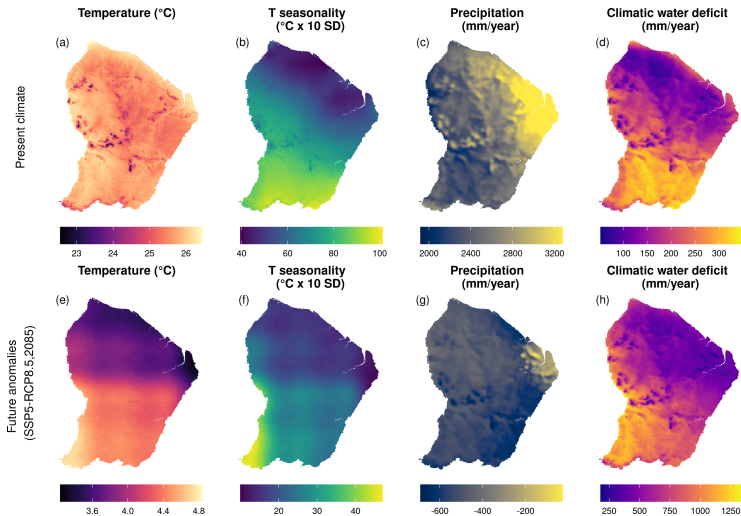 Temperature (°C)
T seasonality
(°C x 10 SD)
Precipitation
(mm/year)
Climatic water deficit
(mm/year)
Present climate
(a)
(b)
(c)
(d)
23 24 25 26
40 60 80 100
2000 2400 2800 3200
100 150 200 250 300
Temperature (°C)
T seasonality
(°C x 10 SD)
Precipitation
(mm/year)
Climatic water deficit
(mm/year)
Future anomalies
(SSP5-RCP8.5,2085)
(e)
(f)
(g)
(h)
3.6 4.0 4.4 4.8
20 30 40
-600 -400 -200
250 500 750 1000 1250